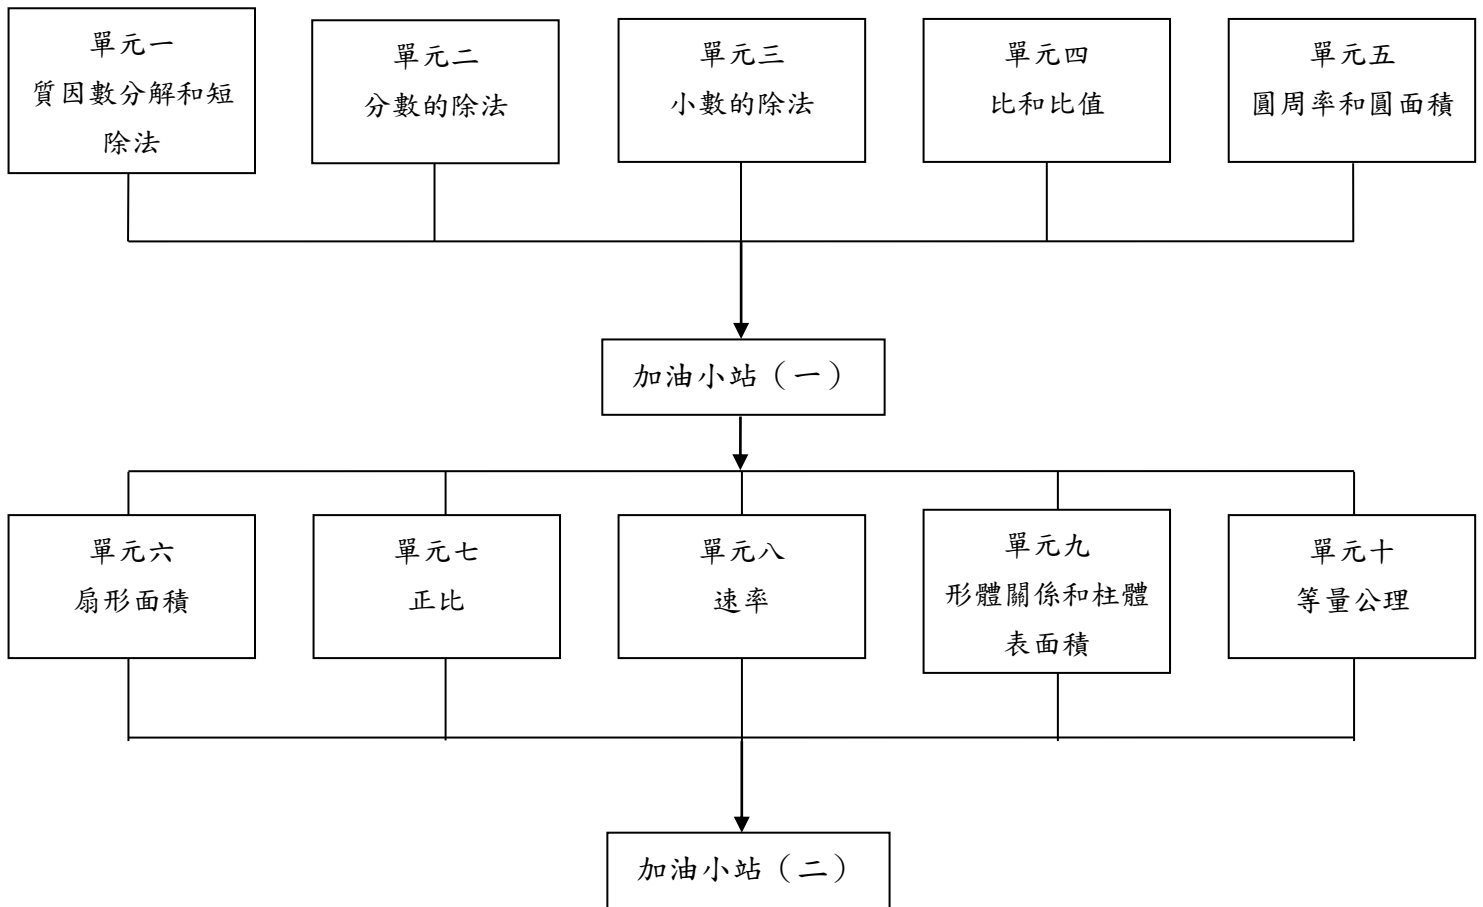 單元一
質因數分解和短
除法
單元二
分數的除法
單元三
小數的除法
單元四
比和比值
單元五
圓周率和圓面積
加油小站（一）
單元六
扇形面積
單元七
正比
單元八
速率
單元九
形體關係和柱體
表面積
單元十
等量公理
加油小站（二）